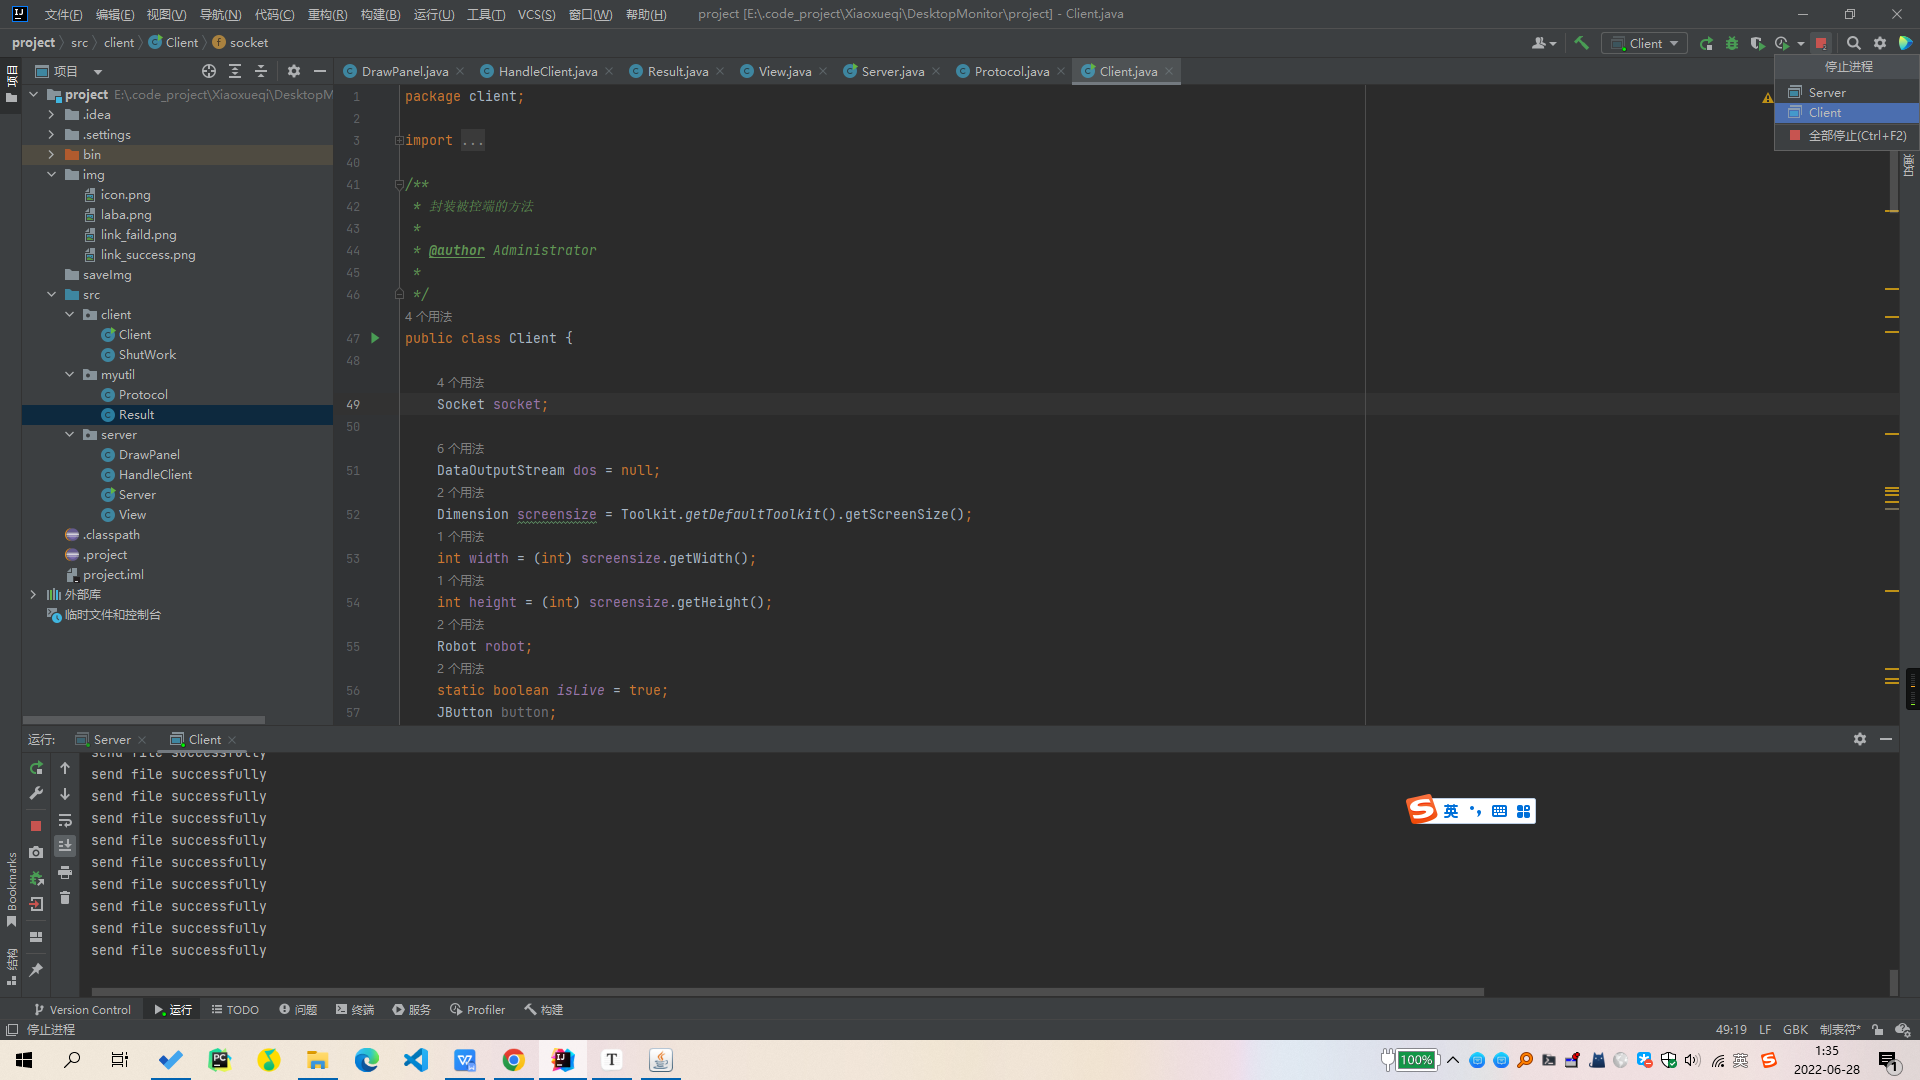 文件(F) 编辑(E) 视图(V) 导航(N) 代码(C) 重构(R) 构建(B) 运行(U) 工具(T) VCS(S) 窗口(W) 帮助(H) project [E:\.code_project\Xiaoxueqi\DesktopMonitor\project] - Client.java
project src client Client socket
Client
停止进程
Server
Client
全部停止(Ctrl+F2)
项目
项目
DrawPanel.java HandleClient.java Result.java View.java Server.java Protocol.java Client.java
project E:\.code_project\Xiaoxueqi\DesktopM
.idea
.settings
bin
img
icon.png
laba.png
link_faild.png
link_success.png
saveImg
src
client
Client
ShutWork
myutil
Protocol
Result
server
DrawPanel
HandleClient
Server
View
.classpath
.project
project.iml
外部库
临时文件和控制台
1 package client;
2
3 import ...
40
41 /**
42 * 封装被控端的方法
43 *
44 * @author Administrator
45 *
46 */
4 个用法
47 public class Client {
48
4 个用法
49 Socket socket;
50
6 个用法
51 DataOutputStream dos = null;
2 个用法
52 Dimension screensize = Toolkit.getDefaultToolkit().getScreenSize();
1 个用法
53 int width = (int) screensize.getWidth();
1 个用法
54 int height = (int) screensize.getHeight();
2 个用法
55 Robot robot;
2 个用法
56 static boolean isLive = true;
57 JButton button;
通知
运行: Server Client
send file successfully
send file successfully
send file successfully
send file successfully
send file successfully
send file successfully
send file successfully
send file successfully
send file successfully
send file successfully
英
Bookmarks
结构
Version Control 运行 TODO 问题 终端 服务 Profiler 构建
停止进程
49:19 LF GBK 制表符*
100%
英
1:35
2022-06-28
1